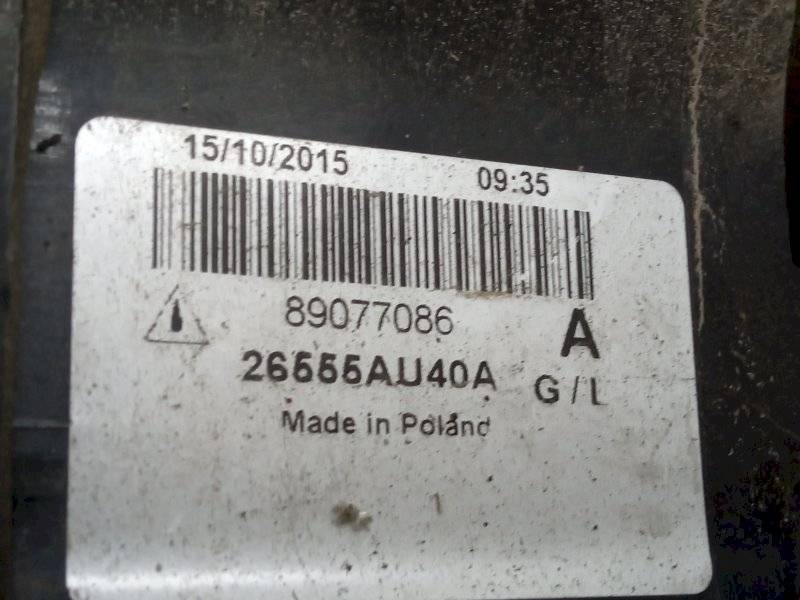 15/10/2015 09:35
89077086 A
26555AU40A G/L
Made in Poland